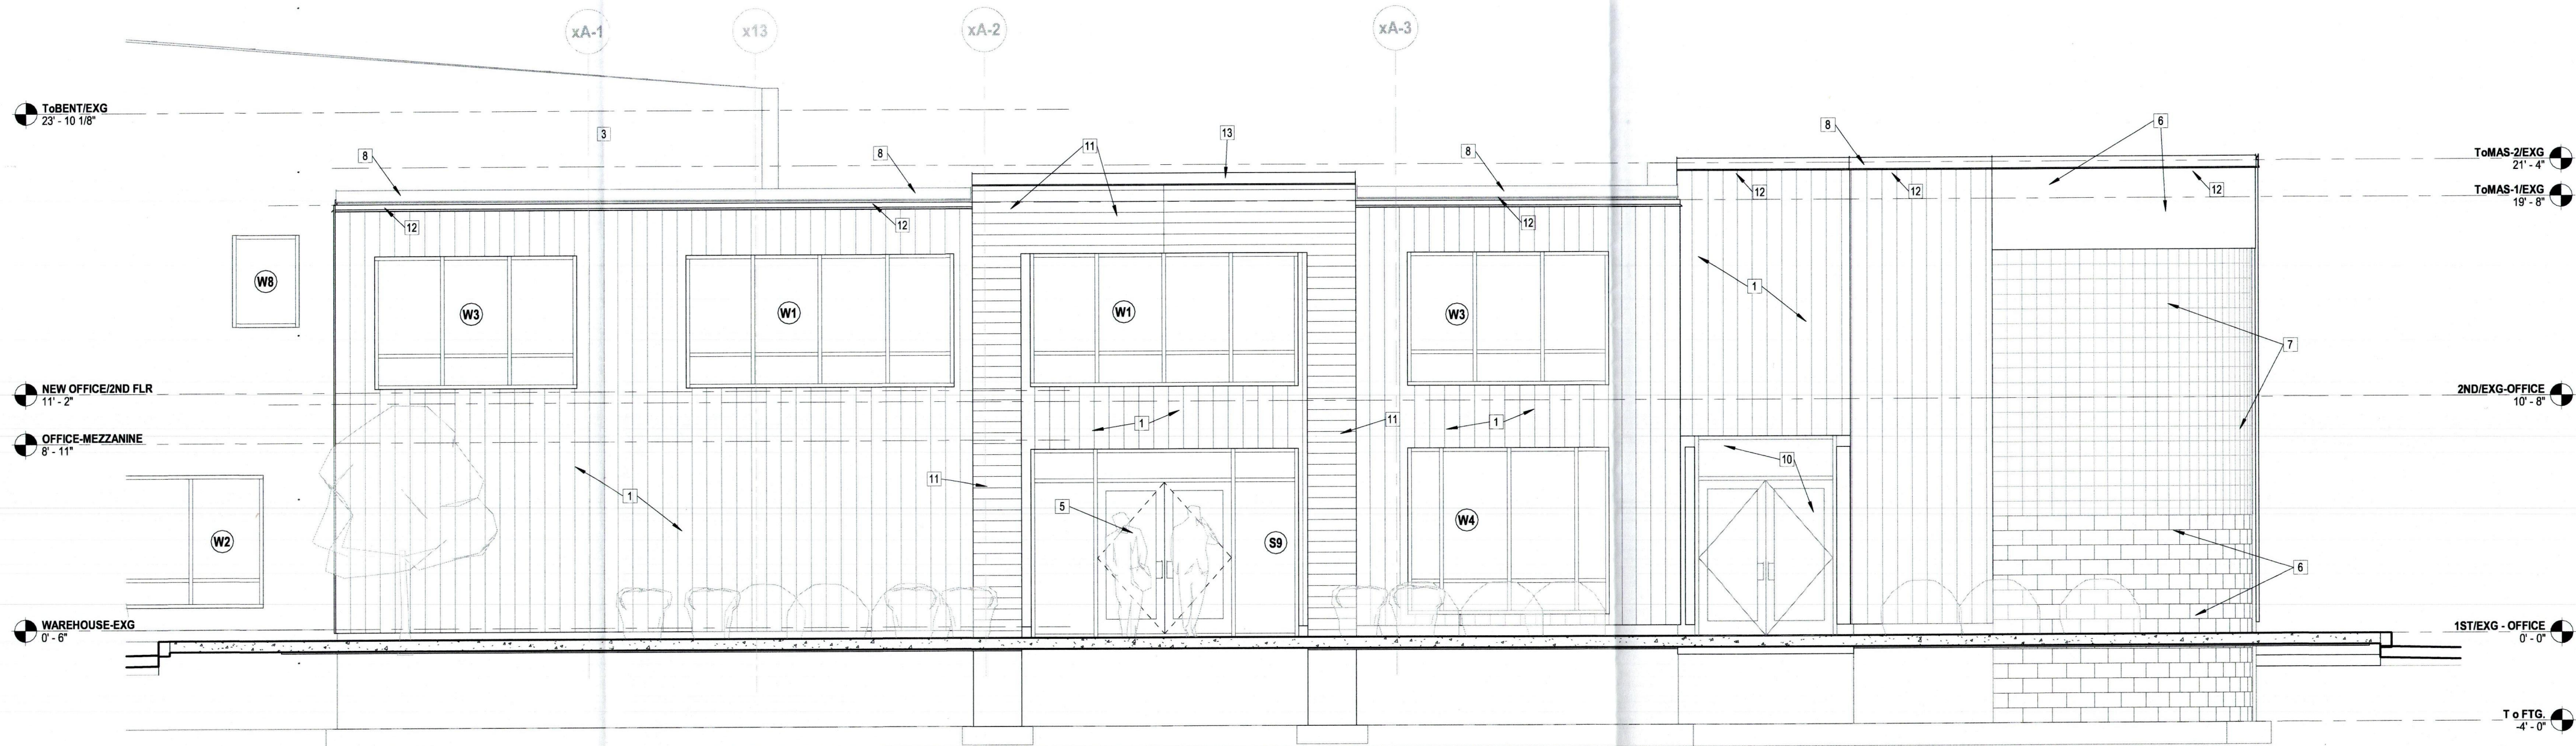 xA-1
x13
xA-2
xA-3
ToBENT/EXG
23' - 10 1/8"
3
11
13
8
6
8
8
8
ToMAS-2/EXG
21' - 4"
ToMAS-1/EXG
19' - 8"
12
12
12
12
12
12
W8
W3
W1
W1
W3
1
7
NEW OFFICE/2ND FLR
11' - 2"
2ND/EXG-OFFICE
10' - 8"
1
11
1
OFFICE-MEZZANINE
8' - 11"
10
11
1
5
W4
W2
S9
6
WAREHOUSE-EXG
0' - 6"
1ST/EXG - OFFICE
0' - 0"
T o FTG.
-4' - 0"